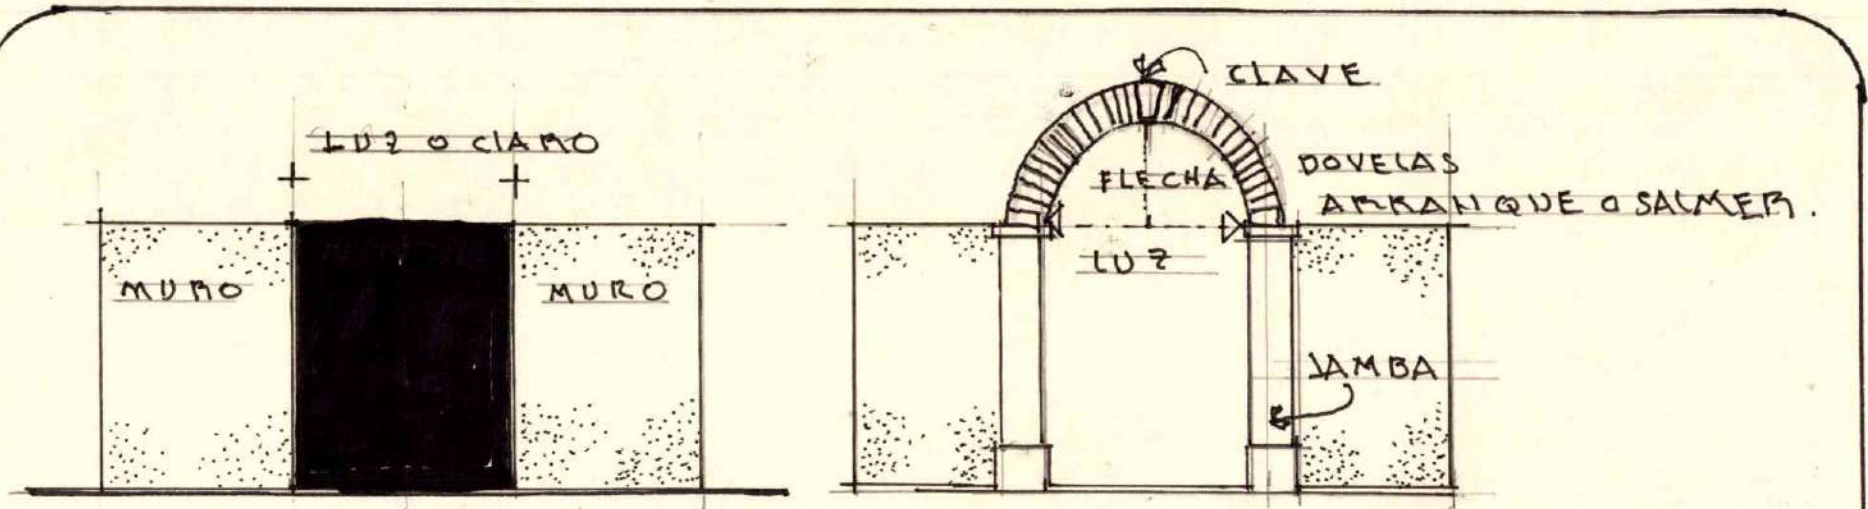 LUZ O CLARO
MURO
MURO
CLAVE
FLECHA
DOVELAS
ARRANQUE O SALMER.
LUZ
JAMBA